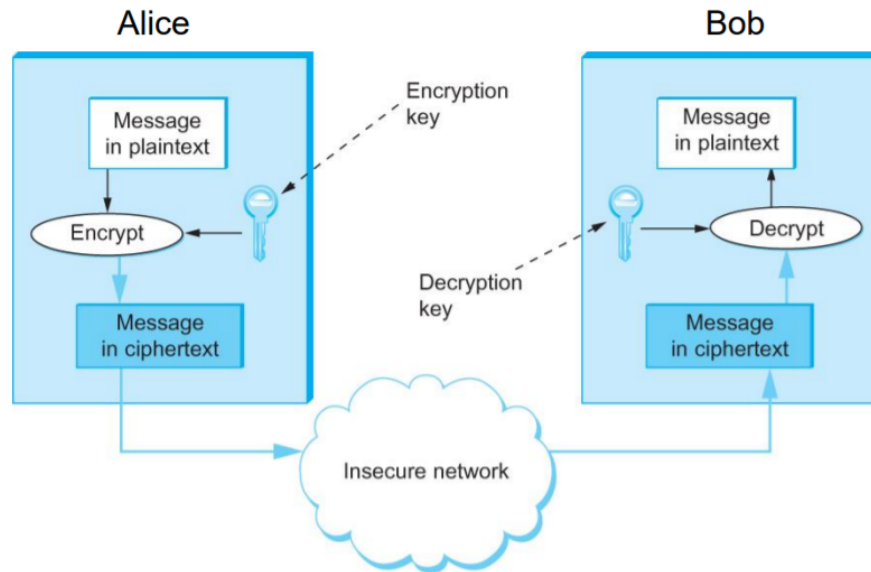 Alice
Bob
Encryption
key
Message
in plaintext
Message
in plaintext
Encrypt
Decrypt
Decryption
key
Message
in ciphertext
Message
in ciphertext
Insecure network